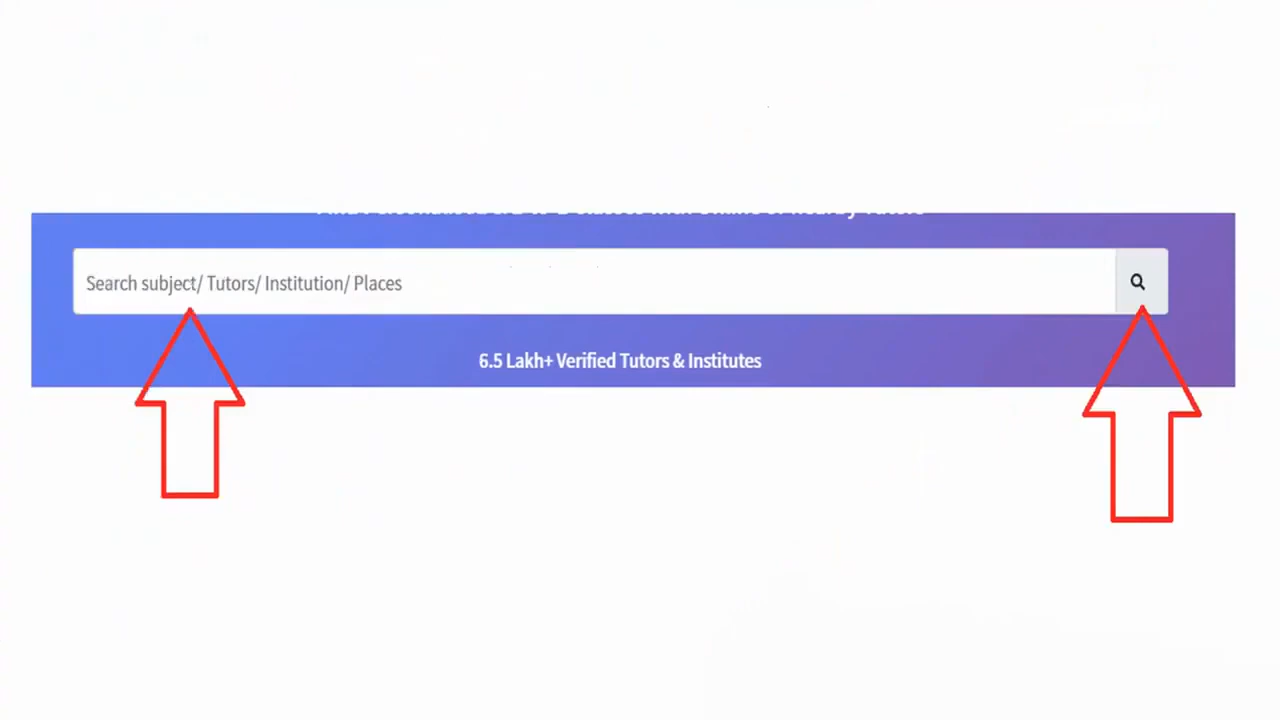 Search subject/ Tutors/ Institution/ Places
6.5 Lakh+ Verified Tutors & Institutes